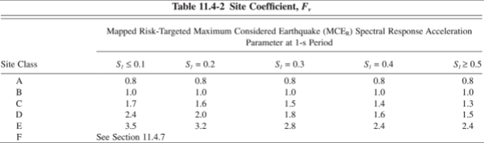 Table 11.4-2 Site Coefficient, Fv
Mapped Risk-Targeted Maximum Considered Earthquake (MCER) Spectral Response Acceleration
Parameter at 1-s Period
Site Class S1 ≤ 0.1 S1 = 0.2 S1 = 0.3 S1 = 0.4 S1 ≥ 0.5
A 0.8 0.8 0.8 0.8 0.8
B 1.0 1.0 1.0 1.0 1.0
C 1.7 1.6 1.5 1.4 1.3
D 2.4 2.0 1.8 1.6 1.5
E 3.5 3.2 2.8 2.4 2.4
F See Section 11.4.7